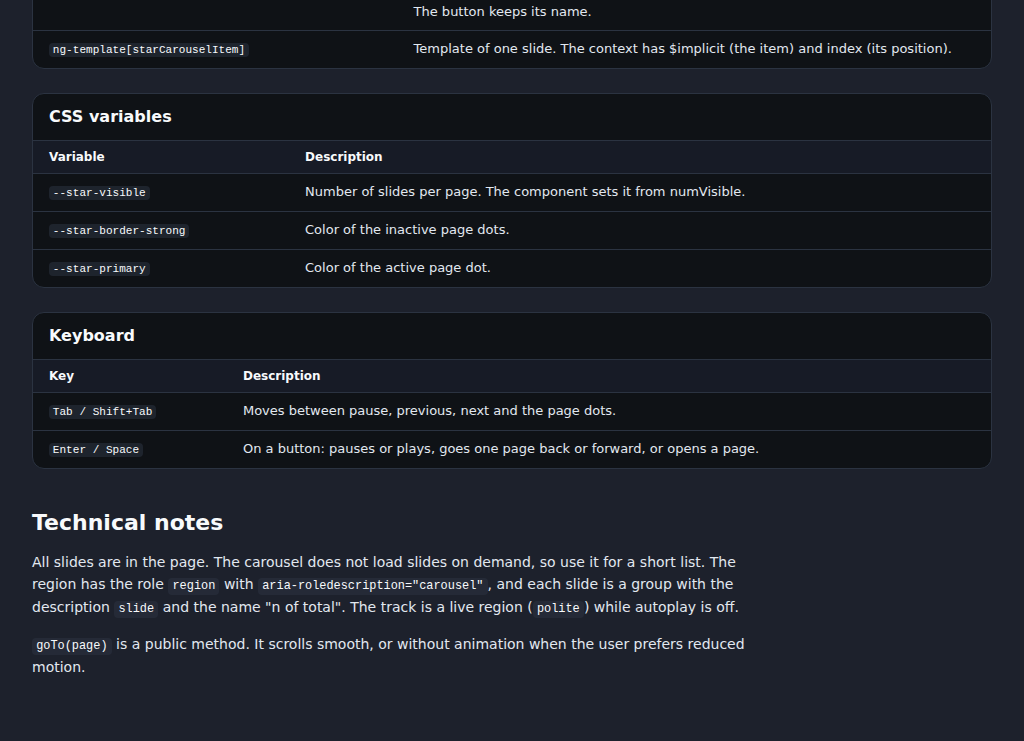 The button keeps its name.
ng-template[starCarouselItem] Template of one slide. The context has $implicit (the item) and index (its position).
CSS variables
Variable Description
--star-visible Number of slides per page. The component sets it from numVisible.
--star-border-strong Color of the inactive page dots.
--star-primary Color of the active page dot.
Keyboard
Key Description
Tab / Shift+Tab Moves between pause, previous, next and the page dots.
Enter / Space On a button: pauses or plays, goes one page back or forward, or opens a page.
Technical notes
All slides are in the page. The carousel does not load slides on demand, so use it for a short list. The
region has the role region with aria-roledescription="carousel", and each slide is a group with the
description slide and the name "n of total". The track is a live region (polite) while autoplay is off.
goTo(page) is a public method. It scrolls smooth, or without animation when the user prefers reduced
motion.